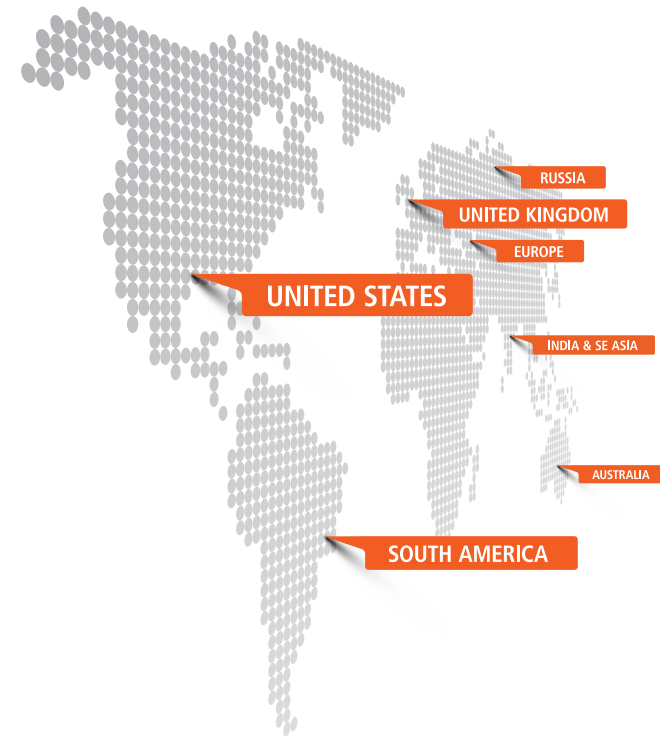 RUSSIA
UNITED KINGDOM
EUROPE
UNITED STATES
INDIA & SE ASIA
AUSTRALIA
SOUTH AMERICA